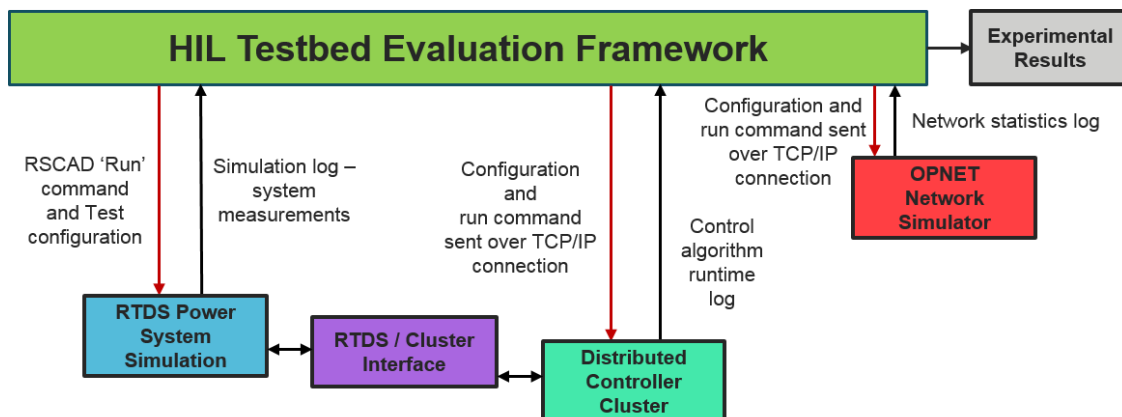 HIL Testbed Evaluation Framework
Experimental
Results
RSCAD ‘Run’
command
and Test
configuration
Simulation log –
system
measurements
Configuration
and
run command
sent over TCP/IP
connection
Control
algorithm
runtime
log
Configuration and
run command sent
over TCP/IP
connection
Network statistics log
OPNET
Network
Simulator
RTDS Power
System
Simulation
RTDS / Cluster
Interface
Distributed
Controller
Cluster